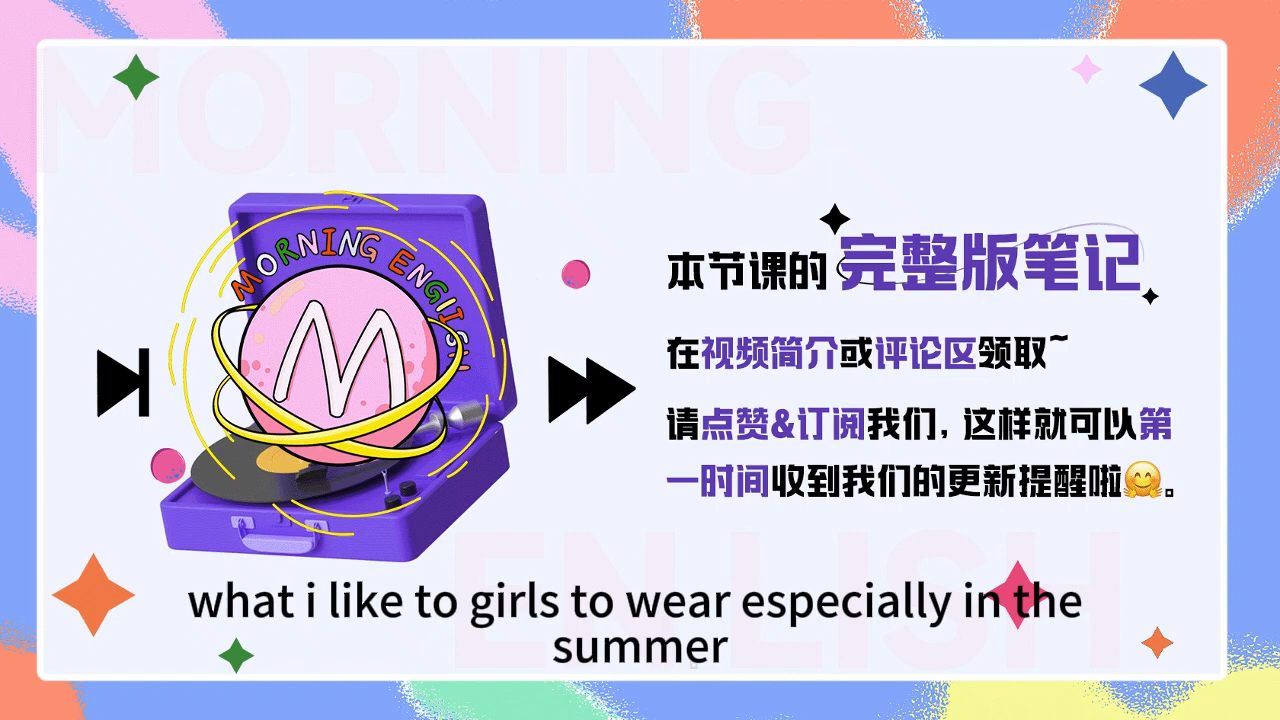 MORNING
MORNING ENGLISH
M
本节课的 完整版笔记
在视频简介或评论区领取~
请点赞&订阅我们, 这样就可以第
一时间收到我们的更新提醒啦🤗。
EN LISH
what i like to girls to wear especially in the
summer